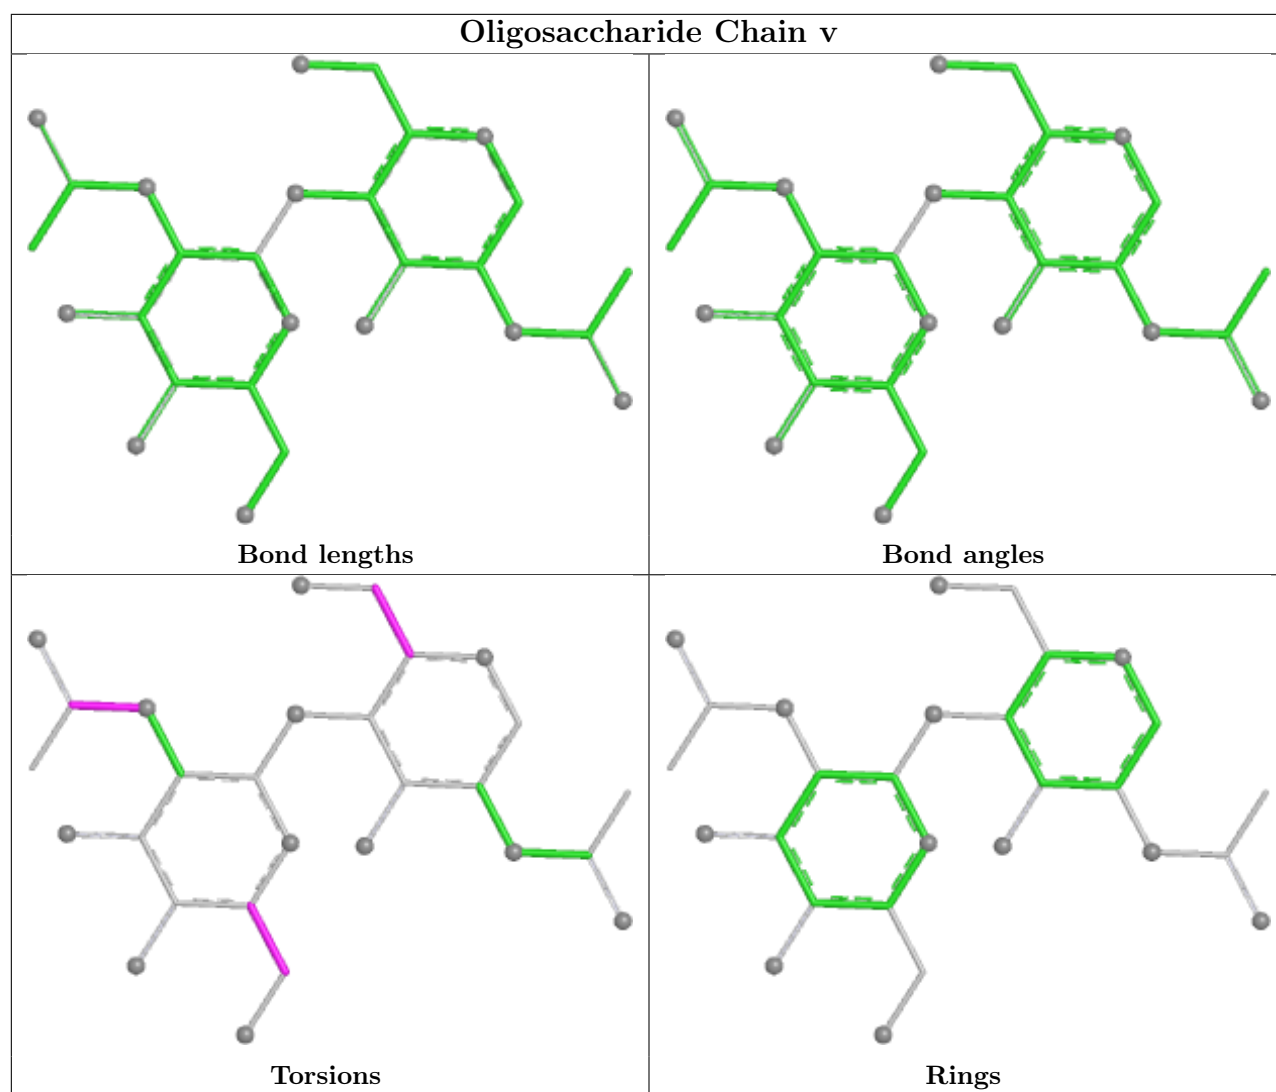 Oligosaccharide Chain v
Bond lengths
Bond angles
Torsions
Rings